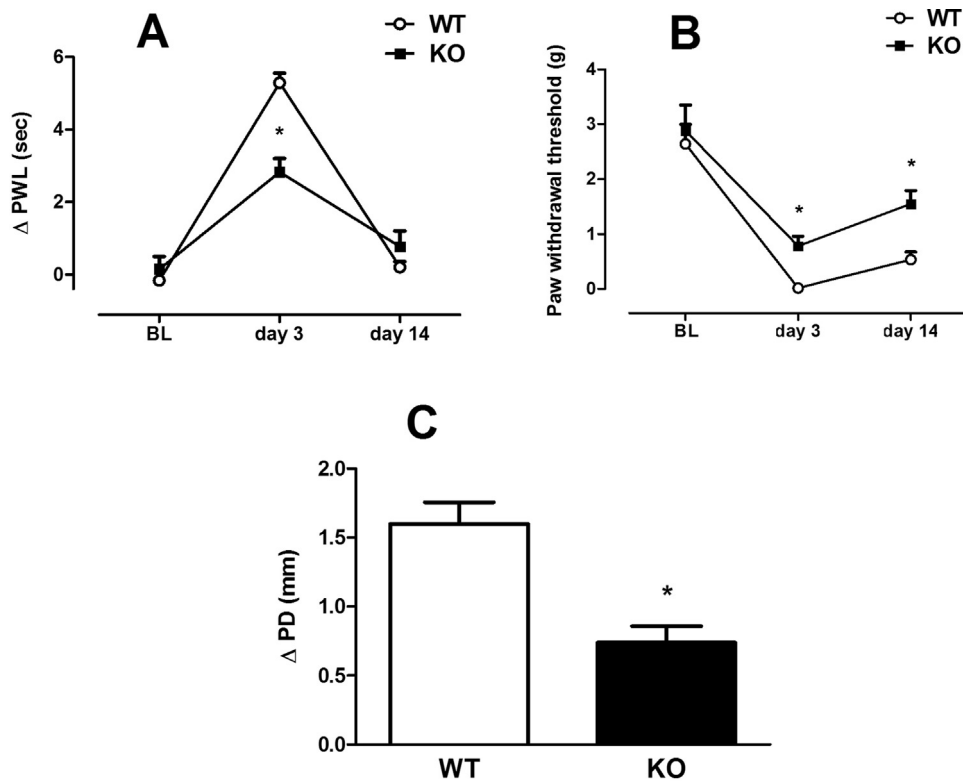 A
WT
KO
Δ PWL (sec)
6
4
2
0
*
BL
day 3
day 14
B
WT
KO
Paw withdrawal threshold (g)
4
3
2
1
0
*
*
BL
day 3
day 14
C
Δ PD (mm)
2.0
1.5
1.0
0.5
0.0
*
WT
KO